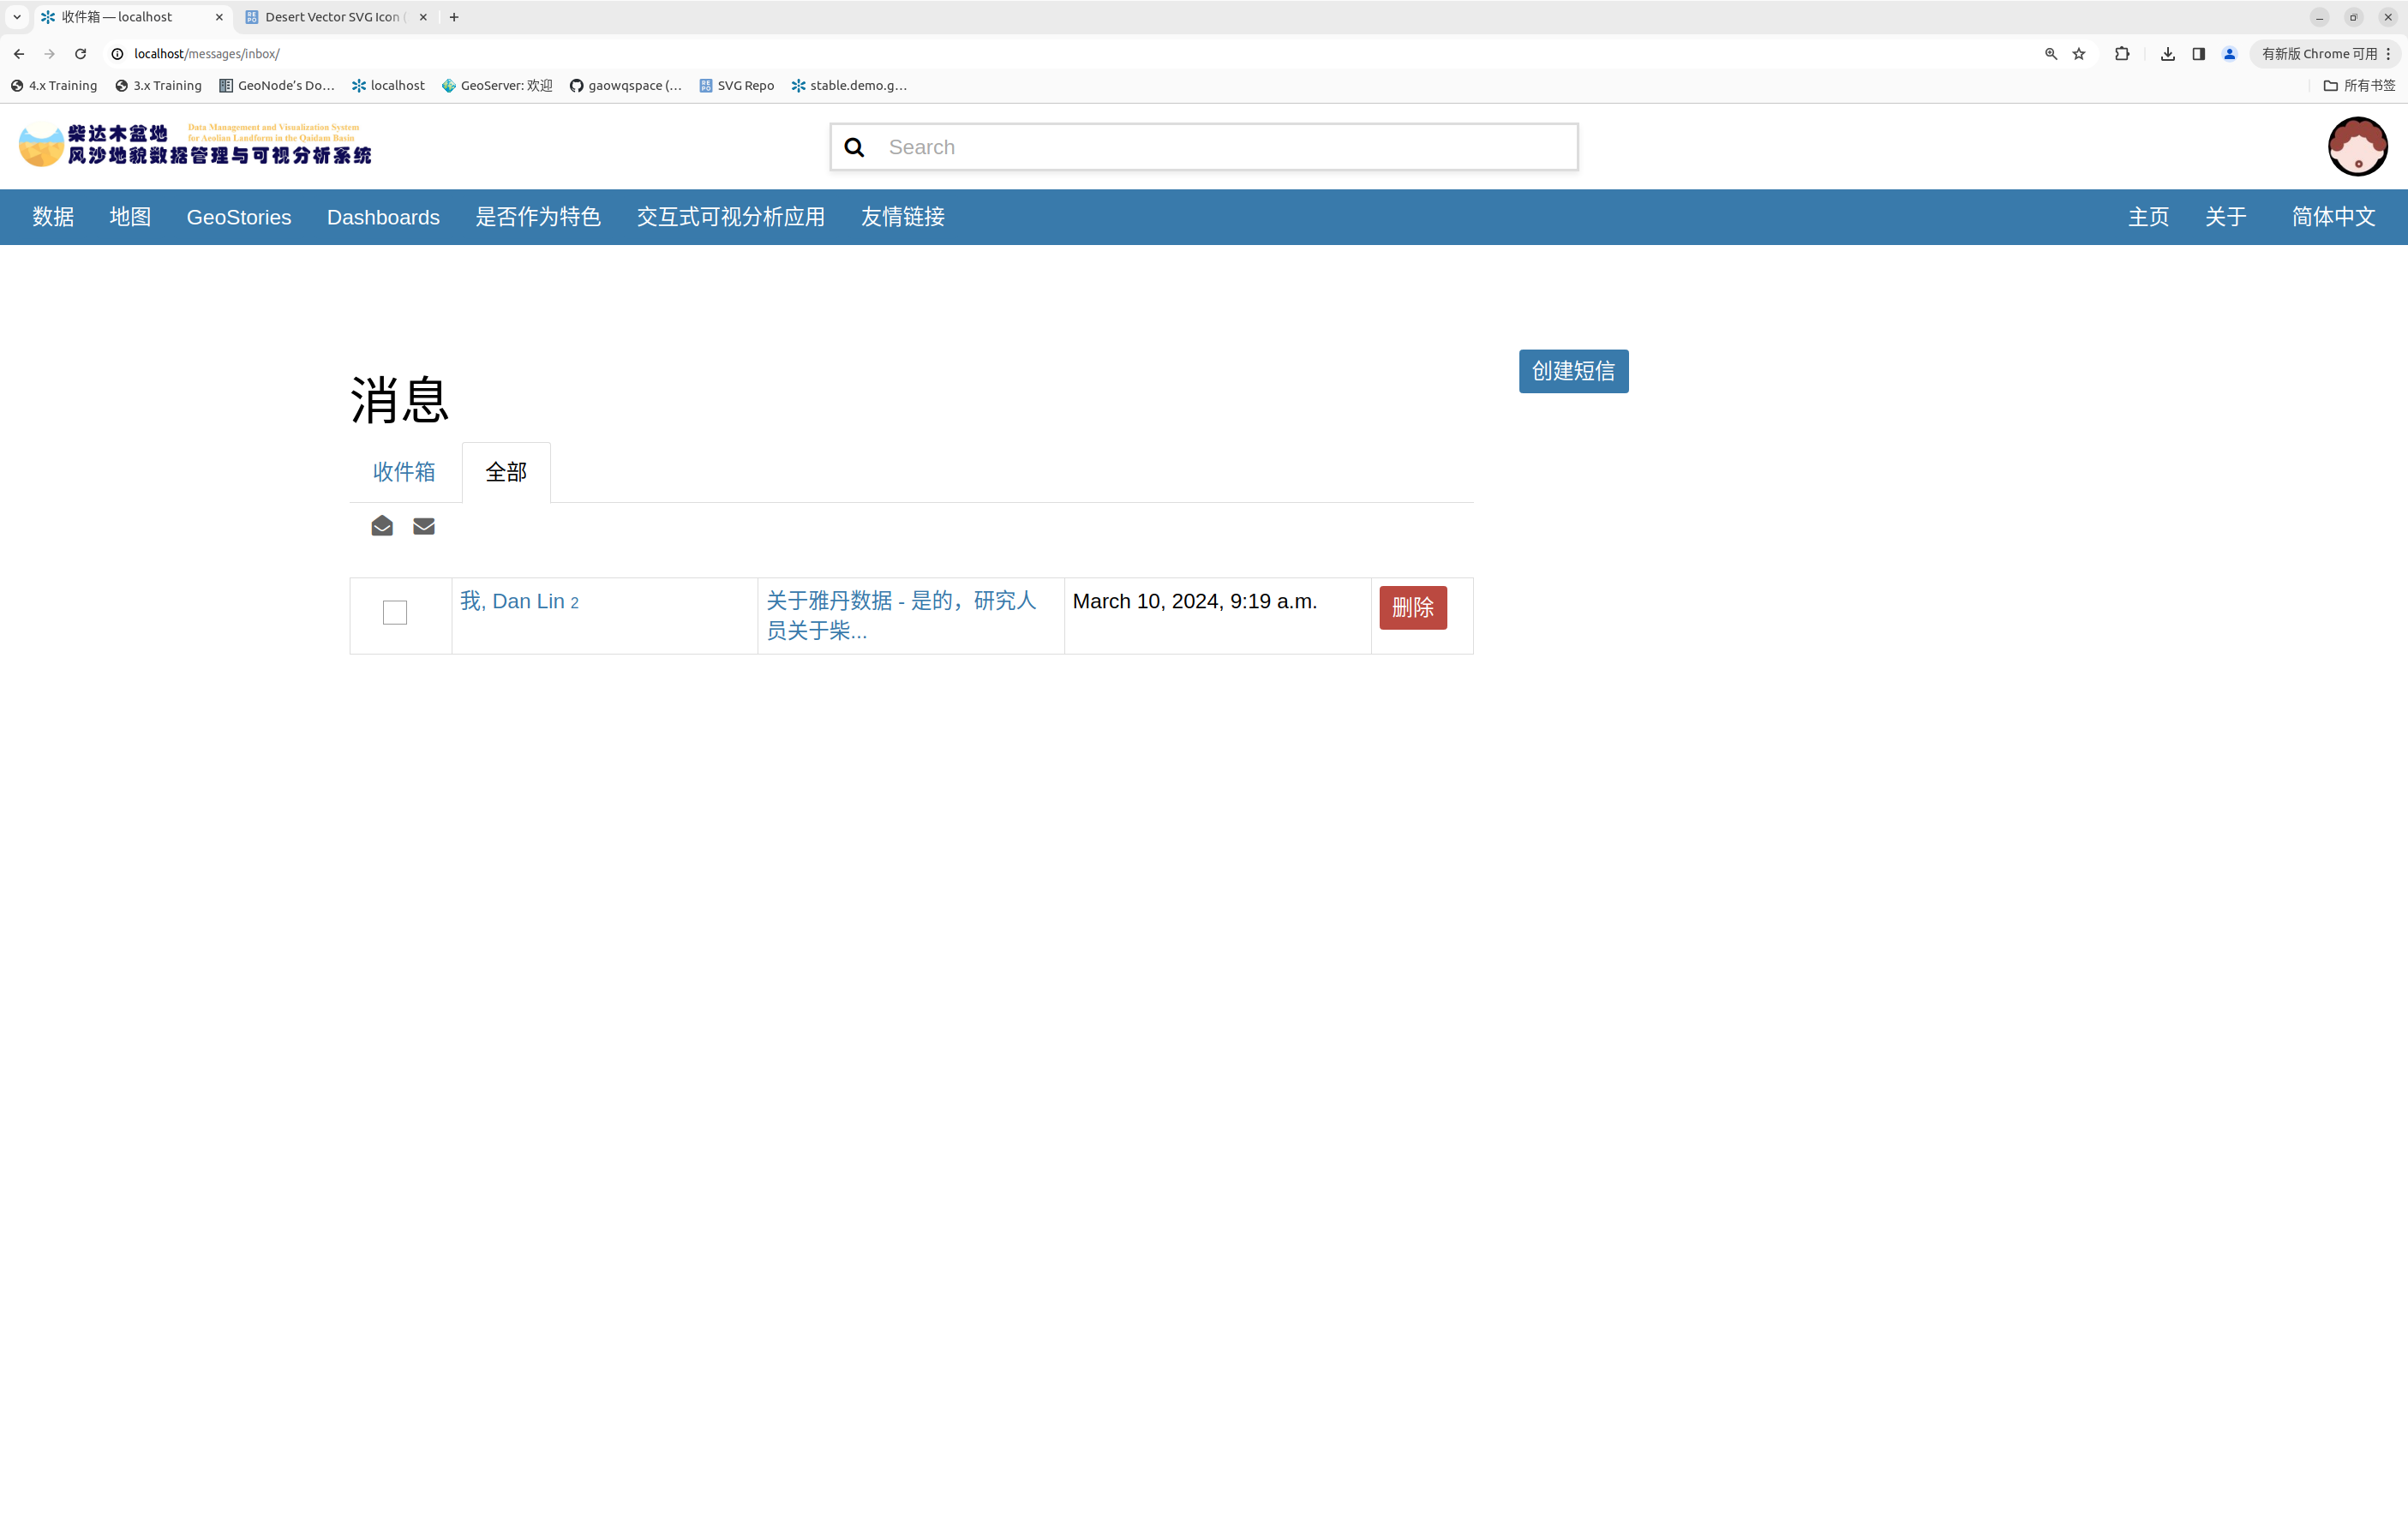 收件箱 — localhost
Desert Vector SVG Icon (
localhost/messages/inbox/
有新版 Chrome 可用
4.x Training
3.x Training
GeoNode’s Do…
localhost
GeoServer: 欢迎
gaowqspace (…
SVG Repo
stable.demo.g…
所有书签
柴达木盆地
Data Management and Visualization System
for Aeolian Landform in the Qaidam Basin
风沙地貌数据管理与可视分析系统
Search
数据
地图
GeoStories
Dashboards
是否作为特色
交互式可视分析应用
友情链接
主页
关于
简体中文
创建短信
消息
收件箱
全部
我, Dan Lin 2
关于雅丹数据 - 是的，研究人
员关于柴...
March 10, 2024, 9:19 a.m.
删除